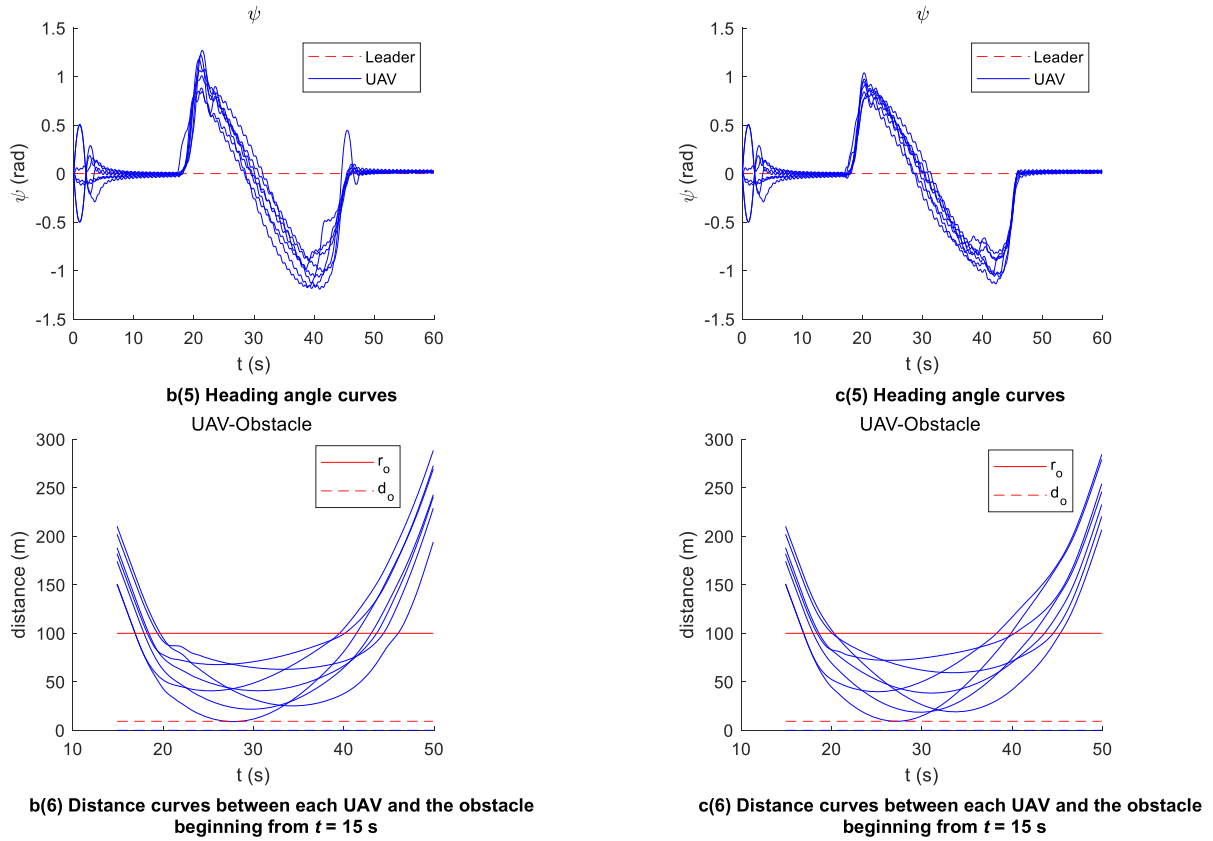 ψ
1.5
1
0.5
0
-0.5
-1
-1.5
ψ (rad)
Leader
UAV
0
10
20
30
40
50
60
t (s)
b(5) Heading angle curves
ψ
1.5
1
0.5
0
-0.5
-1
-1.5
ψ (rad)
Leader
UAV
0
10
20
30
40
50
60
t (s)
c(5) Heading angle curves
UAV-Obstacle
300
250
200
150
100
50
0
distance (m)
r_o
d_o
10
20
30
40
50
t (s)
b(6) Distance curves between each UAV and the obstacle
beginning from t = 15 s
UAV-Obstacle
300
250
200
150
100
50
0
distance (m)
r_o
d_o
10
20
30
40
50
t (s)
c(6) Distance curves between each UAV and the obstacle
beginning from t = 15 s